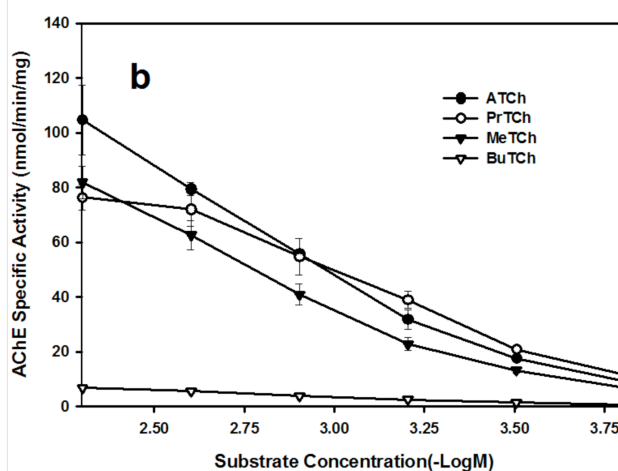 140
120
100
80
60
40
20
0
AChE Specific Activity (nmol/min/mg)
b
ATCh
PrTCh
MeTCh
BuTCh
2.50 2.75 3.00 3.25 3.50 3.75
Substrate Concentration(-LogM)